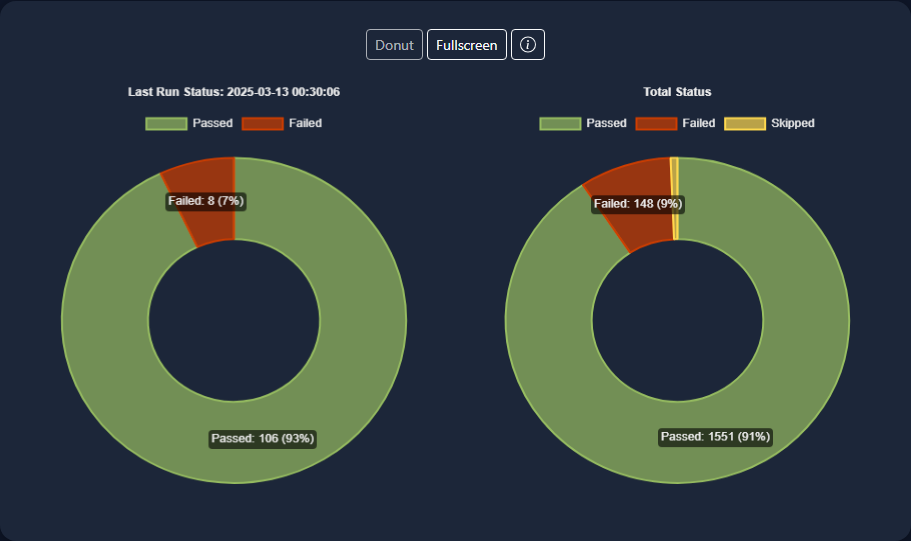 Donut Fullscreen
Last Run Status: 2025-03-13 00:30:06
Passed Failed
Failed: 8 (7%)
Passed: 106 (93%)
Total Status
Passed Failed Skipped
Failed: 148 (9%)
Passed: 1551 (91%)